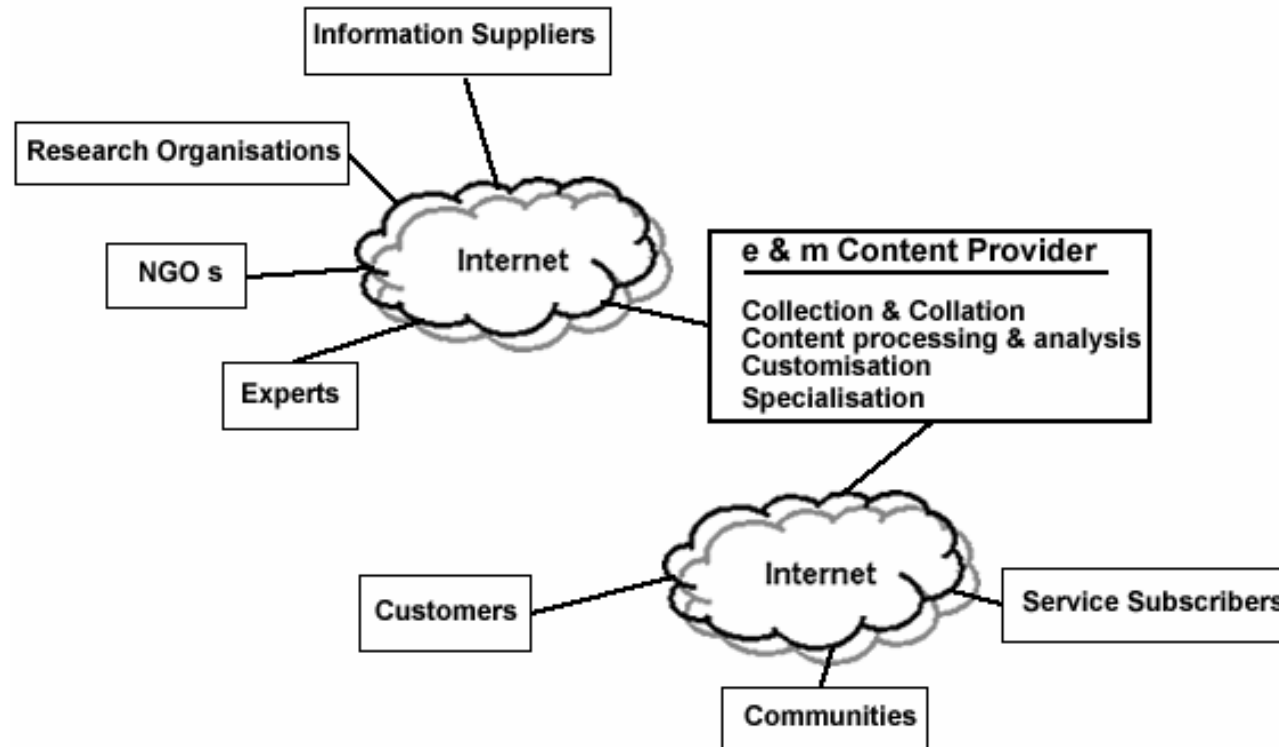 Information Suppliers
Research Organisations
NGO s
Internet
Experts
e & m Content Provider
Collection & Collation
Content processing & analysis
Customisation
Specialisation
Internet
Customers
Service Subscribers
Communities